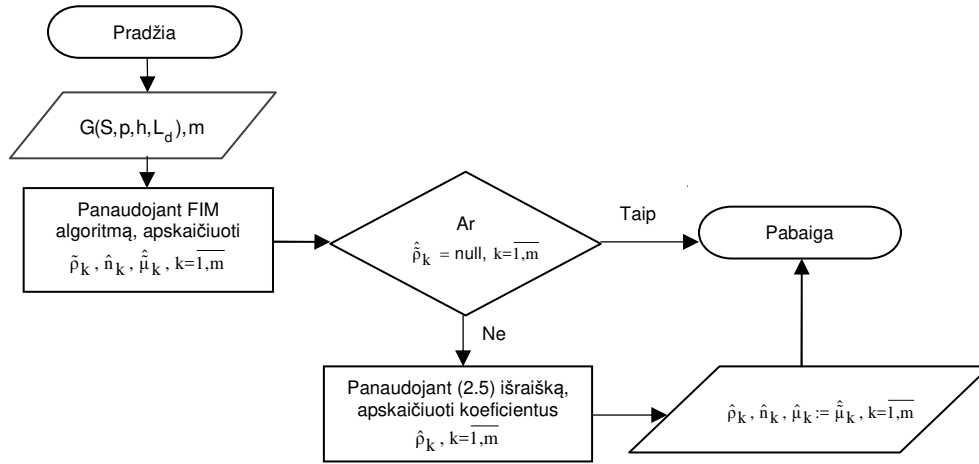 Pradžia
G(S,p,h,L_d),m
Panaudojant FIM
algoritmą, apskaičiuoti
ρ̃̂_k , n̂_k , μ̃̂_k , k=1,m̅
Ar
ρ̃̂_k = null, k=1,m̅
Taip
Pabaiga
Ne
Panaudojant (2.5) išraišką,
apskaičiuoti koeficientus
ρ̂_k , k=1,m̅
ρ̂_k , n̂_k , μ̂_k := μ̃̂_k , k=1,m̅